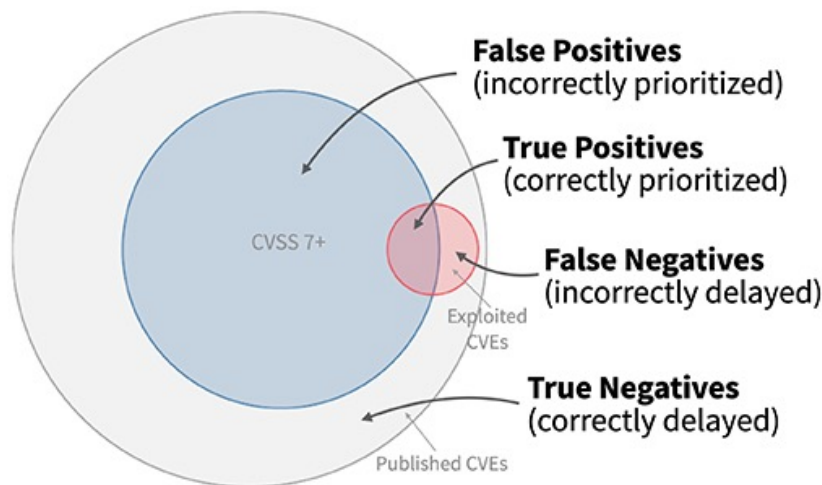 False Positives
(incorrectly prioritized)
True Positives
(correctly prioritized)
CVSS 7+
False Negatives
(incorrectly delayed)
Exploited
CVEs
True Negatives
(correctly delayed)
Published CVEs